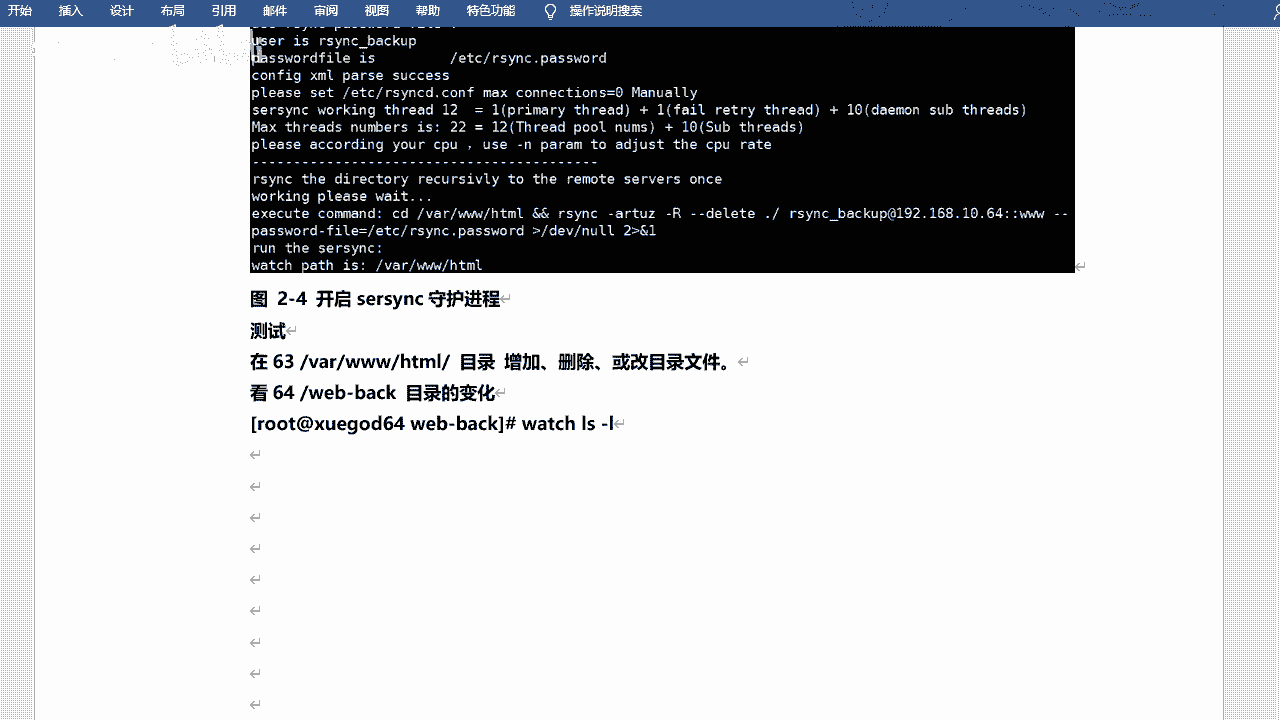 开始 插入 设计 布局 引用 邮件 审阅 视图 帮助 特色功能 操作说明搜索
user is rsync_backup
passwordfile is /etc/rsync.password
config xml parse success
please set /etc/rsyncd.conf max connections=0 Manually
sersync working thread 12 = 1(primary thread) + 1(fail retry thread) + 10(daemon sub threads)
Max threads numbers is: 22 = 12(Thread pool nums) + 10(Sub threads)
please according your cpu , use -n param to adjust the cpu rate
------------------------------------------
rsync the directory recursivly to the remote servers once
working please wait...
execute command: cd /var/www/html && rsync -artuz -R --delete ./ rsync_backup@192.168.10.64::www --
password-file=/etc/rsync.password >/dev/null 2>&1
run the sersync:
watch path is: /var/www/html
图 2-4 开启 sersync 守护进程
测试
在 63 /var/www/html/ 目录 增加、删除、或改目录文件。
看 64 /web-back 目录的变化
[root@xuegod64 web-back]# watch ls -l